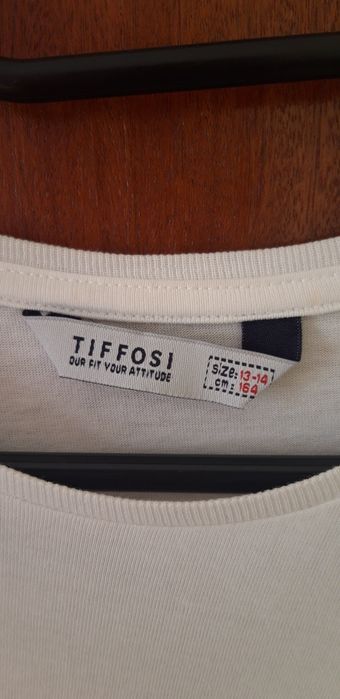 TIFFOSI
OUR FIT YOUR ATTITUDE
size: 13-14
cm: 164